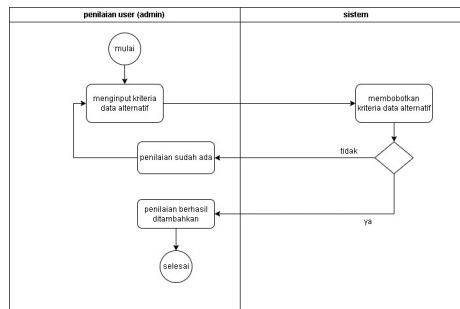 penilaian user (admin)
sistem
mulai
menginput kriteria
data alternatif
membobotkan
kriteria data alternatif
tidak
penilaian sudah ada
penilaian berhasil
ditambahkan
ya
selesai